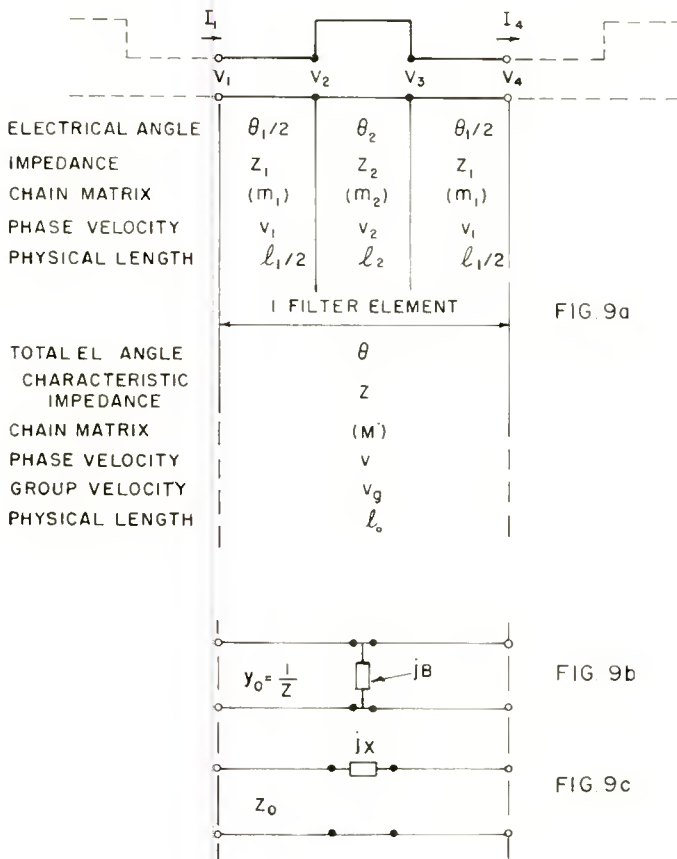 I₁ I₄
V₁ V₂ V₃ V₄
ELECTRICAL ANGLE θ₁/2 θ₂ θ₁/2
IMPEDANCE Z₁ Z₂ Z₁
CHAIN MATRIX (m₁) (m₂) (m₁)
PHASE VELOCITY v₁ v₂ v₁
PHYSICAL LENGTH ℓ₁/2 ℓ₂ ℓ₁/2
1 FILTER ELEMENT FIG. 9a
TOTAL EL ANGLE θ
CHARACTERISTIC
IMPEDANCE Z
CHAIN MATRIX (M)
PHASE VELOCITY v
GROUP VELOCITY vg
PHYSICAL LENGTH ℓ₀
y₀ = 1/Z jB FIG 9b
jX
Z₀ FIG. 9c